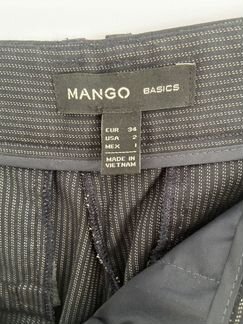 MANGO BASICS
EUR 34
USA 2
MEX 1
MADE IN
VIETNAM